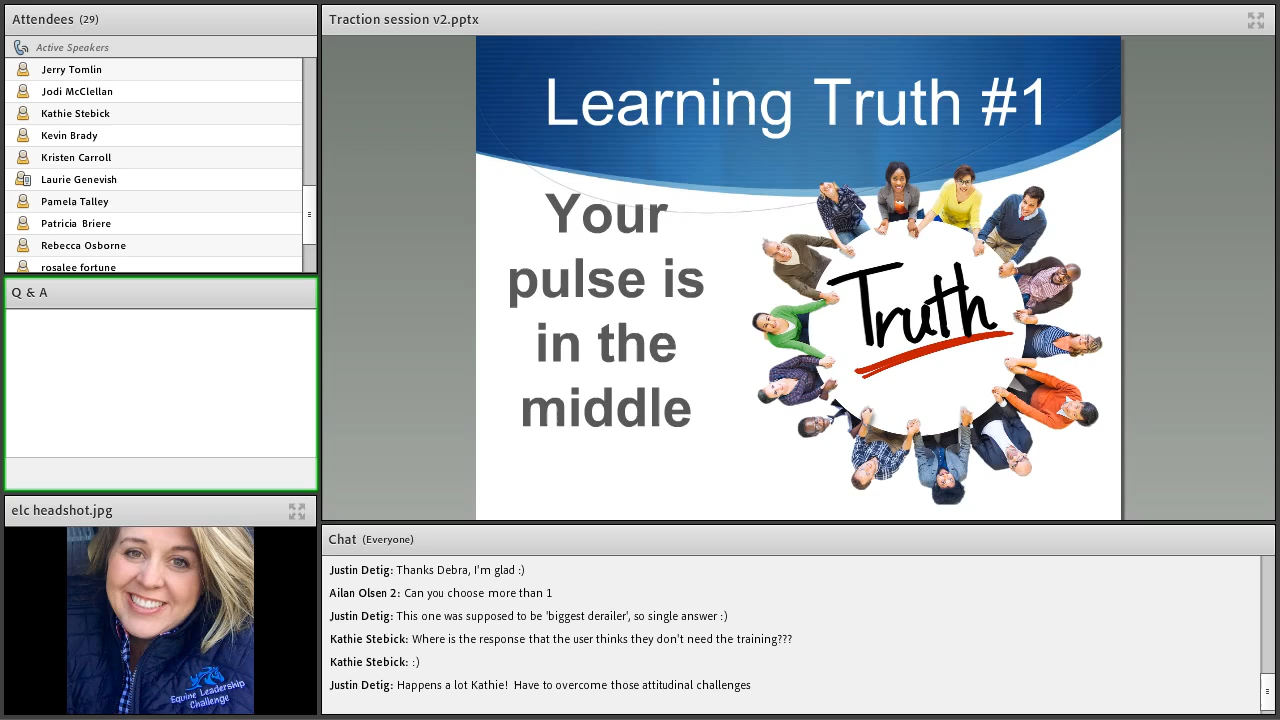 Attendees (29)
Active Speakers
Jerry Tomlin
Jodi McClellan
Kathie Stebick
Kevin Brady
Kristen Carroll
Laurie Genevish
Pamela Talley
Patricia Briere
Rebecca Osborne
rosalee fortune
Q & A
elc headshot.jpg
Equine Leadership
Challenge
Traction session v2.pptx
Learning Truth #1
Your
pulse is
in the
middle
Truth
Chat (Everyone)
Justin Detig: Thanks Debra, I'm glad :)
Ailan Olsen 2: Can you choose more than 1
Justin Detig: This one was supposed to be 'biggest derailer', so single answer :)
Kathie Stebick: Where is the response that the user thinks they don't need the training???
Kathie Stebick: :)
Justin Detig: Happens a lot Kathie!  Have to overcome those attitudinal challenges